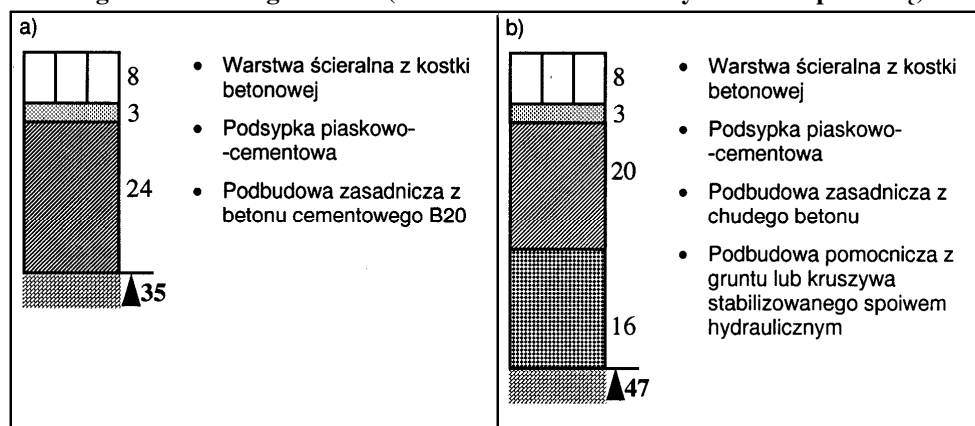 a)
8
3
24
35
• Warstwa ścieralna z kostki
betonowej
• Podsypka piaskowo-
-cementowa
• Podbudowa zasadnicza z
betonu cementowego B20
b)
8
3
20
16
47
• Warstwa ścieralna z kostki
betonowej
• Podsypka piaskowo-
-cementowa
• Podbudowa zasadnicza z
chudego betonu
• Podbudowa pomocnicza z
gruntu lub kruszywa
stabilizowanego spoiwem
hydraulicznym